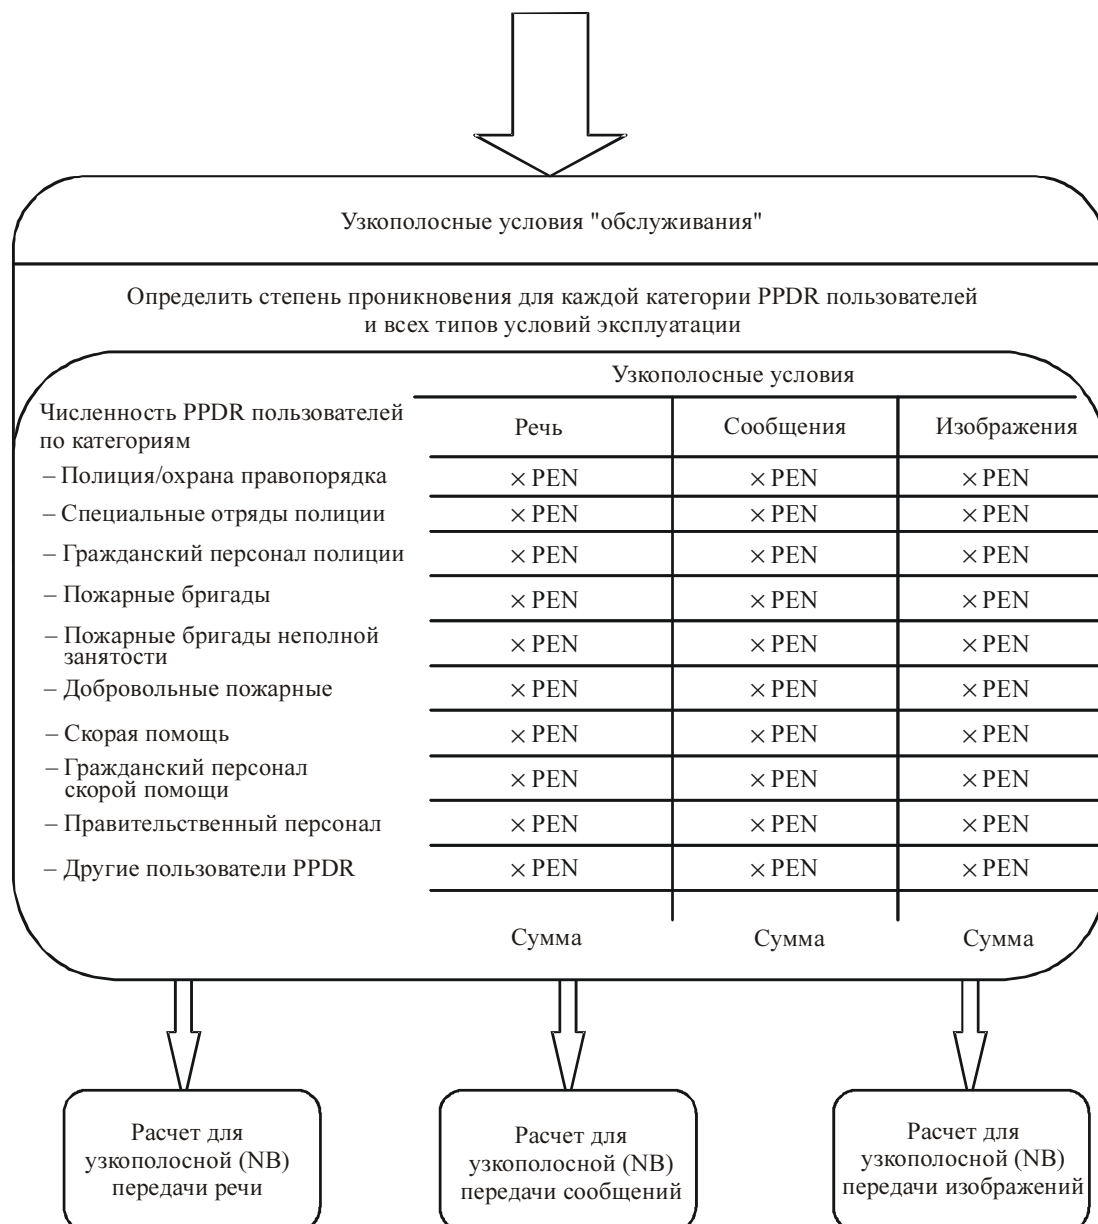 Узкополосные условия "обслуживания"
Определить степень проникновения для каждой категории PPDR пользователей
и всех типов условий эксплуатации
Узкополосные условия
Численность PPDR пользователей
по категориям
Речь
Сообщения
Изображения
– Полиция/охрана правопорядка
× PEN
× PEN
× PEN
– Специальные отряды полиции
× PEN
× PEN
× PEN
– Гражданский персонал полиции
× PEN
× PEN
× PEN
– Пожарные бригады
× PEN
× PEN
× PEN
– Пожарные бригады неполной
занятости
× PEN
× PEN
× PEN
– Добровольные пожарные
× PEN
× PEN
× PEN
– Скорая помощь
× PEN
× PEN
× PEN
– Гражданский персонал
скорой помощи
× PEN
× PEN
× PEN
– Правительственный персонал
× PEN
× PEN
× PEN
– Другие пользователи PPDR
× PEN
× PEN
× PEN
Сумма
Сумма
Сумма
Расчет для
узкополосной (NB)
передачи речи
Расчет для
узкополосной (NB)
передачи сообщений
Расчет для
узкополосной (NB)
передачи изображений